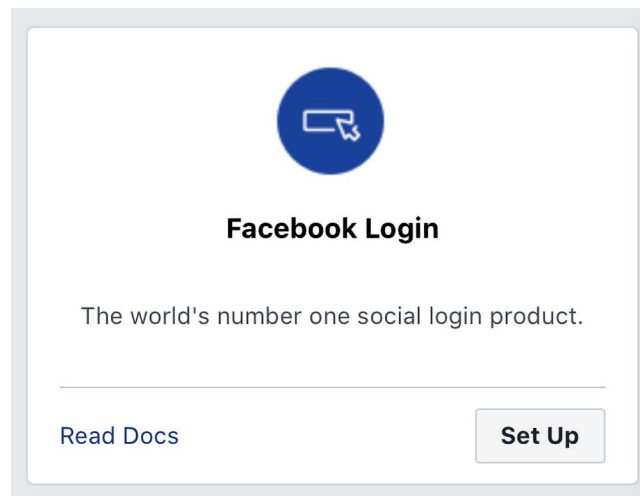 Facebook Login
The world's number one social login product.
Read Docs
Set Up